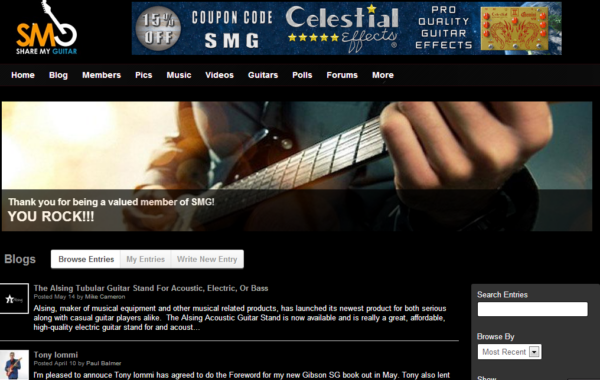 15% OFF
COUPON CODE
SMG
Celestial
Effects
PRO
QUALITY
GUITAR
EFFECTS
SMG
SHARE MY GUITAR
Home Blog Members Pics Music Videos Guitars Polls Forums More
Thank you for being a valued member of SMG!
YOU ROCK!!!
Blogs Browse Entries My Entries Write New Entry
The Alsing Tubular Guitar Stand For Acoustic, Electric, Or Bass
Posted May 14 by Mike Cameron
Alsing, maker of musical equipment and other musical related products, has launched its newest product for both serious
along with casual guitar players alike. The Alsing Acoustic Guitar Stand is now available and is really a great, affordable,
high-quality electric guitar stand for and acoust...
Search Entries
Browse By
Most Recent
Show
Tony Iommi
Posted April 10 by Paul Balmer
I'm pleased to annouce Tony Iommi has agreed to do the Foreword for my new Gibson SG book out in May. Tony also lent